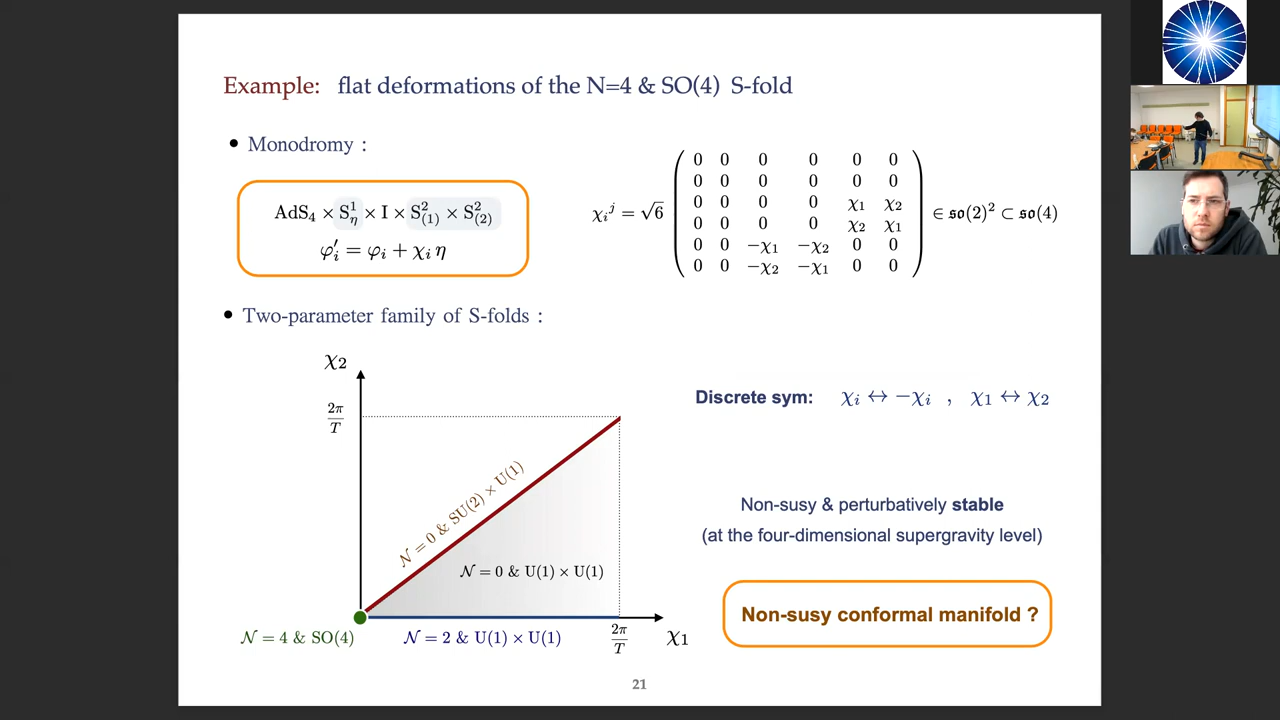 Example: flat deformations of the N=4 & SO(4) S-fold
• Monodromy :
AdS₄ × S¹_η × I × S²₍₁₎ × S²₍₂₎
φ′ᵢ = φᵢ + χᵢ η
χᵢʲ = √6
0 0 0 0 0 0
0 0 0 0 0 0
0 0 0 0 χ₁ χ₂
0 0 0 0 χ₂ χ₁
0 0 −χ₁ −χ₂ 0 0
0 0 −χ₂ −χ₁ 0 0
∈ 𝔰𝔬(2)² ⊂ 𝔰𝔬(4)
• Two-parameter family of S-folds :
χ₂
2π
T
𝒩 = 0 & SU(2) × U(1)
𝒩 = 0 & U(1) × U(1)
𝒩 = 4 & SO(4)
𝒩 = 2 & U(1) × U(1)
2π
T
χ₁
Discrete sym: χᵢ ↔ −χᵢ , χ₁ ↔ χ₂
Non-susy & perturbatively stable
(at the four-dimensional supergravity level)
Non-susy conformal manifold ?
21